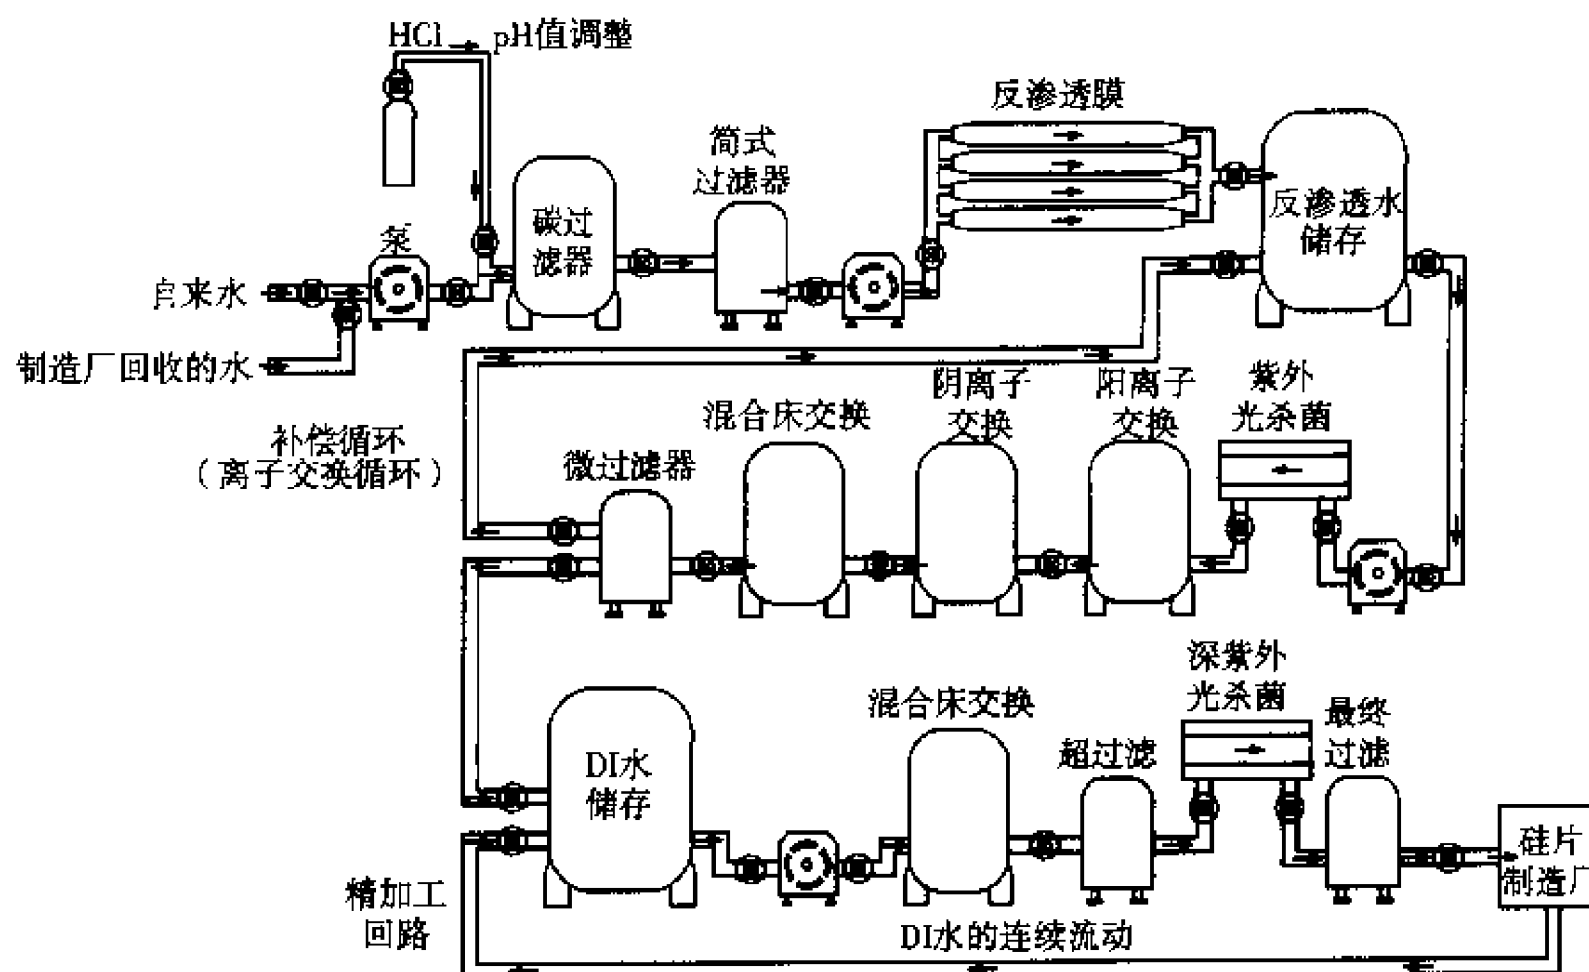 HCl
pH值调整
反渗透膜
简式
过滤器
碳过
滤器
反渗透水
储存
泵
自来水
制造厂回收的水
补偿循环
（离子交换循环）
微过滤器
混合床交换
阴离子
交换
阳离子
交换
紫外
光杀菌
DI水
储存
混合床交换
超过滤
深紫外
光杀菌
最终
过滤
硅片
制造厂
精加工
回路
DI水的连续流动